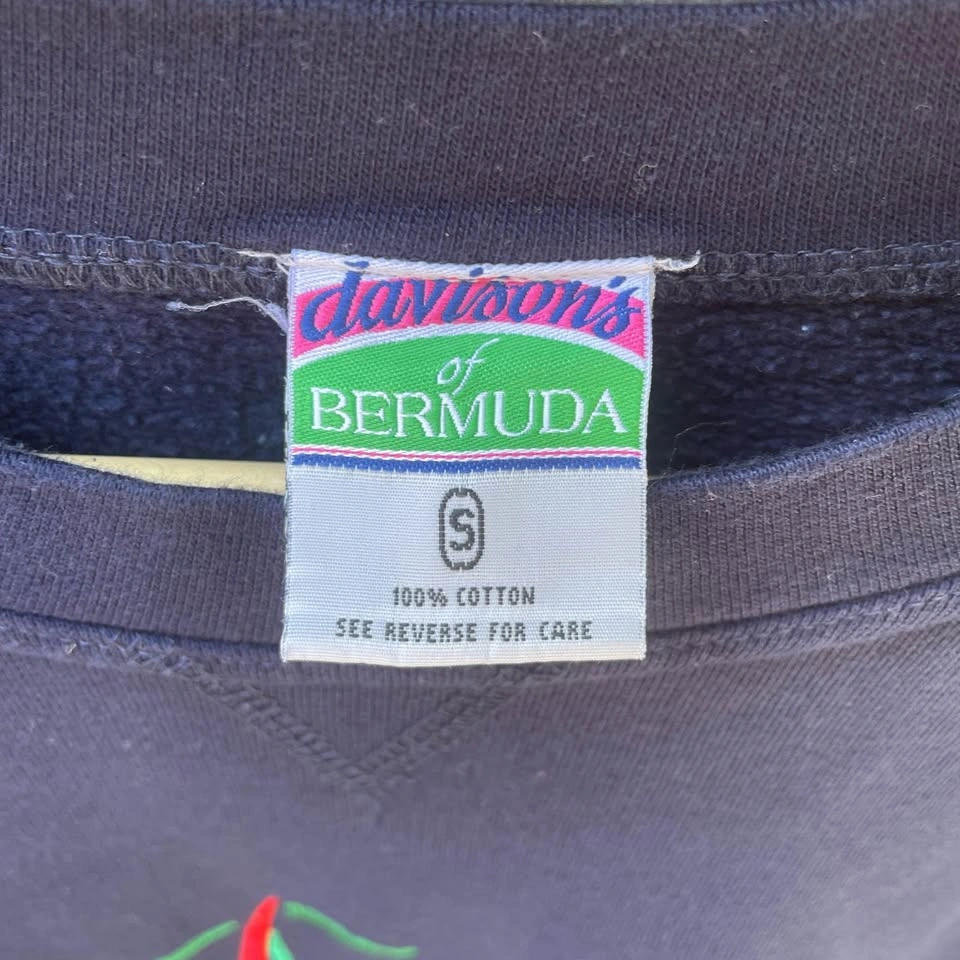 davison's
of
BERMUDA
S
100% COTTON
SEE REVERSE FOR CARE